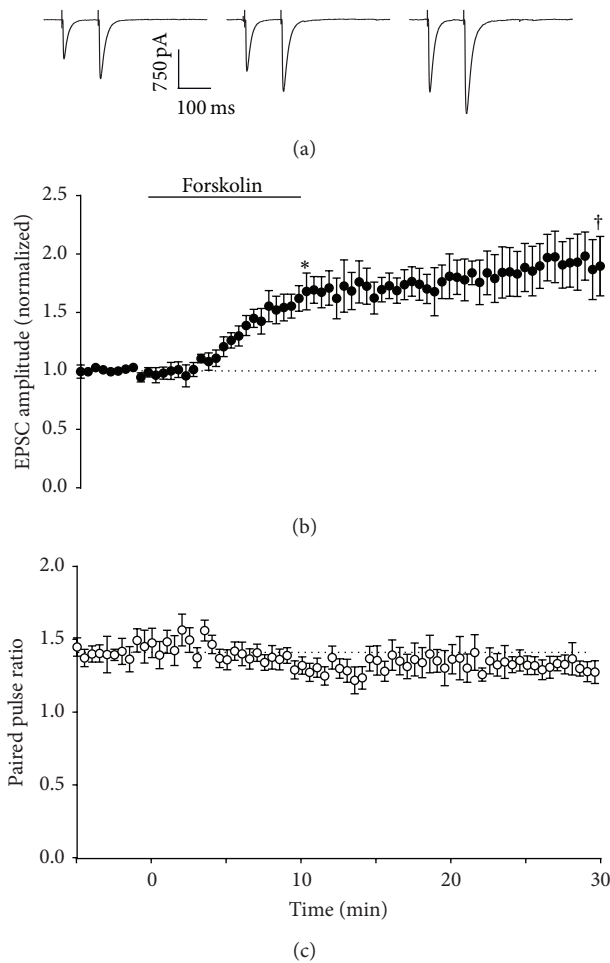 750 pA
100 ms
(a)
Forskolin
EPSC amplitude (normalized)
2.5
2.0
1.5
1.0
0.5
0.0
*
†
(b)
Paired pulse ratio
2.0
1.5
1.0
0.5
0.0
0
10
20
30
Time (min)
(c)